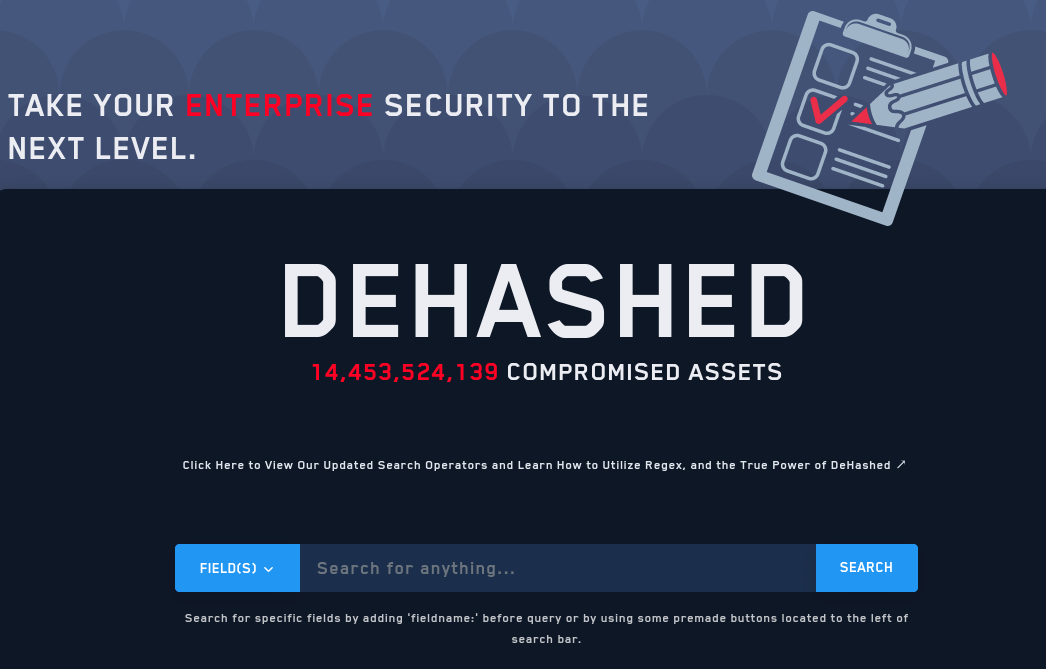 TAKE YOUR ENTERPRISE SECURITY TO THE
NEXT LEVEL.
DEHASHED
14,453,524,139 COMPROMISED ASSETS
Click Here to View Our Updated Search Operators and Learn How to Utilize Regex, and the True Power of DeHashed ↗
FIELD(S) Search for anything... SEARCH
Search for specific fields by adding 'fieldname:' before query or by using some premade buttons located to the left of
search bar.